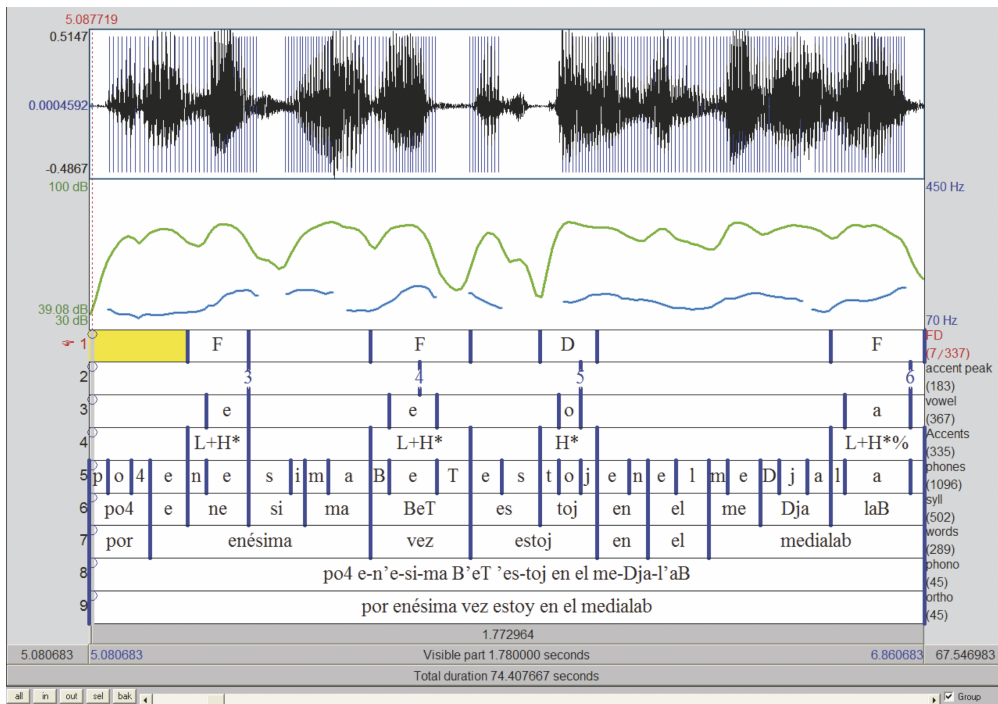 5.087719
0.5147
0.0004592
-0.4867
100 dB
450 Hz
39.08 dB
30 dB
70 Hz
1 F F D F FD
(7/337)
2 3 4 5 6 accent peak
(183)
3 e e o a vowel
(367)
4 L+H* L+H* H* L+H*% Accents
(335)
5 p o 4 e n e s i m a B e T e s t o j e n e l m e D j a l a phones
(1096)
6 po4 e ne si ma BeT es toj en el me Dja laB syll
(502)
7 por enésima vez estoj en el medialab words
(289)
8 po4 e-n’e-si-ma B’eT ’es-toj en el me-Dja-l’aB phono
(45)
9 por enésima vez estoy en el medialab ortho
(45)
1.772964
5.080683 5.080683 Visible part 1.780000 seconds 6.860683 67.546983
Total duration 74.407667 seconds
all in out sel bak Group